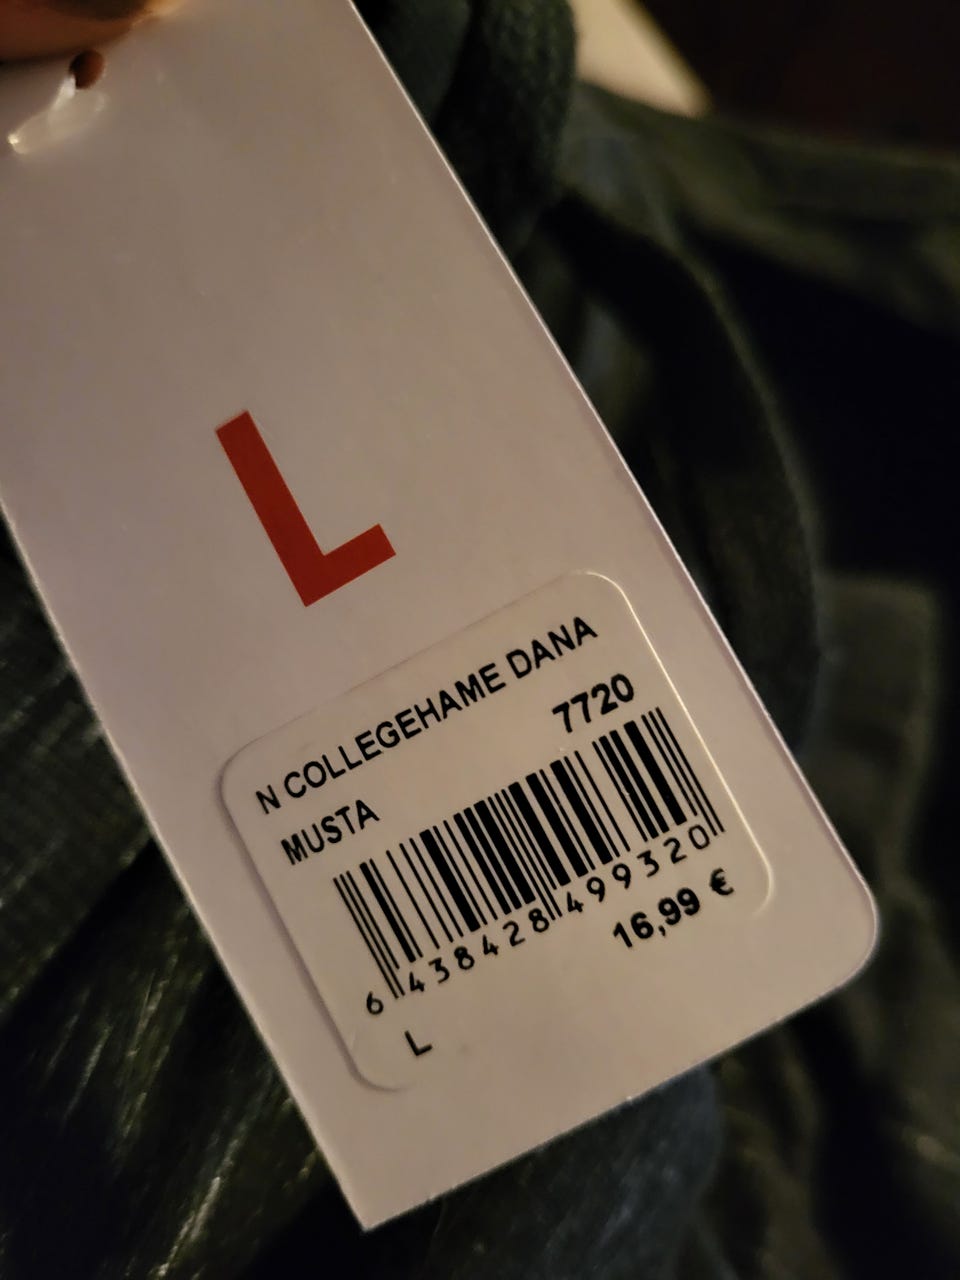 L
N COLLEGEHAME DANA
7720
MUSTA
6 438428 499320
16,99 €
L